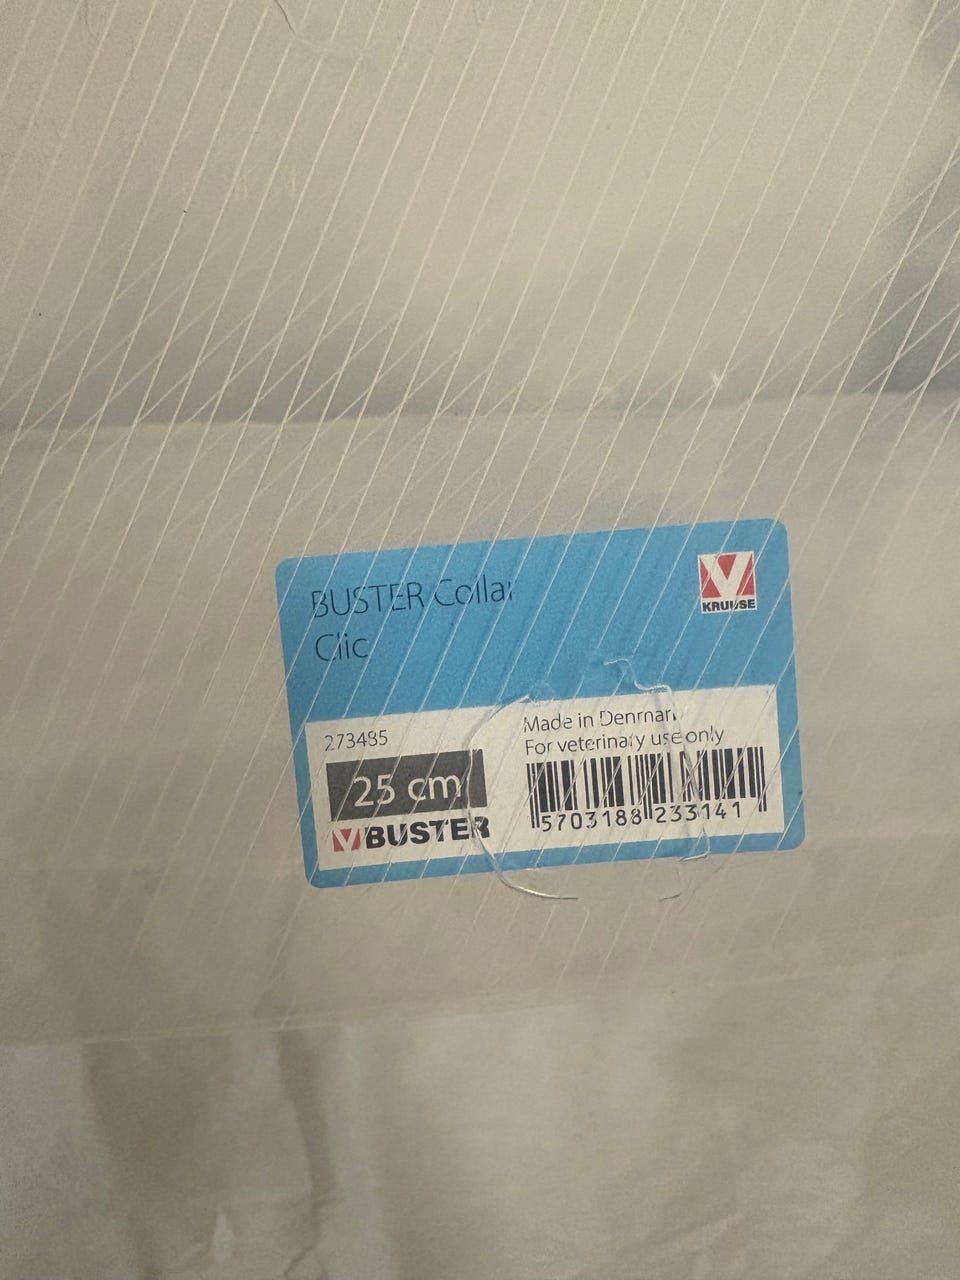 BUSTER Collar
Clic
KRUUSE
273485
25 cm
BUSTER
Made in Denmark
For veterinary use only
5703188 233141